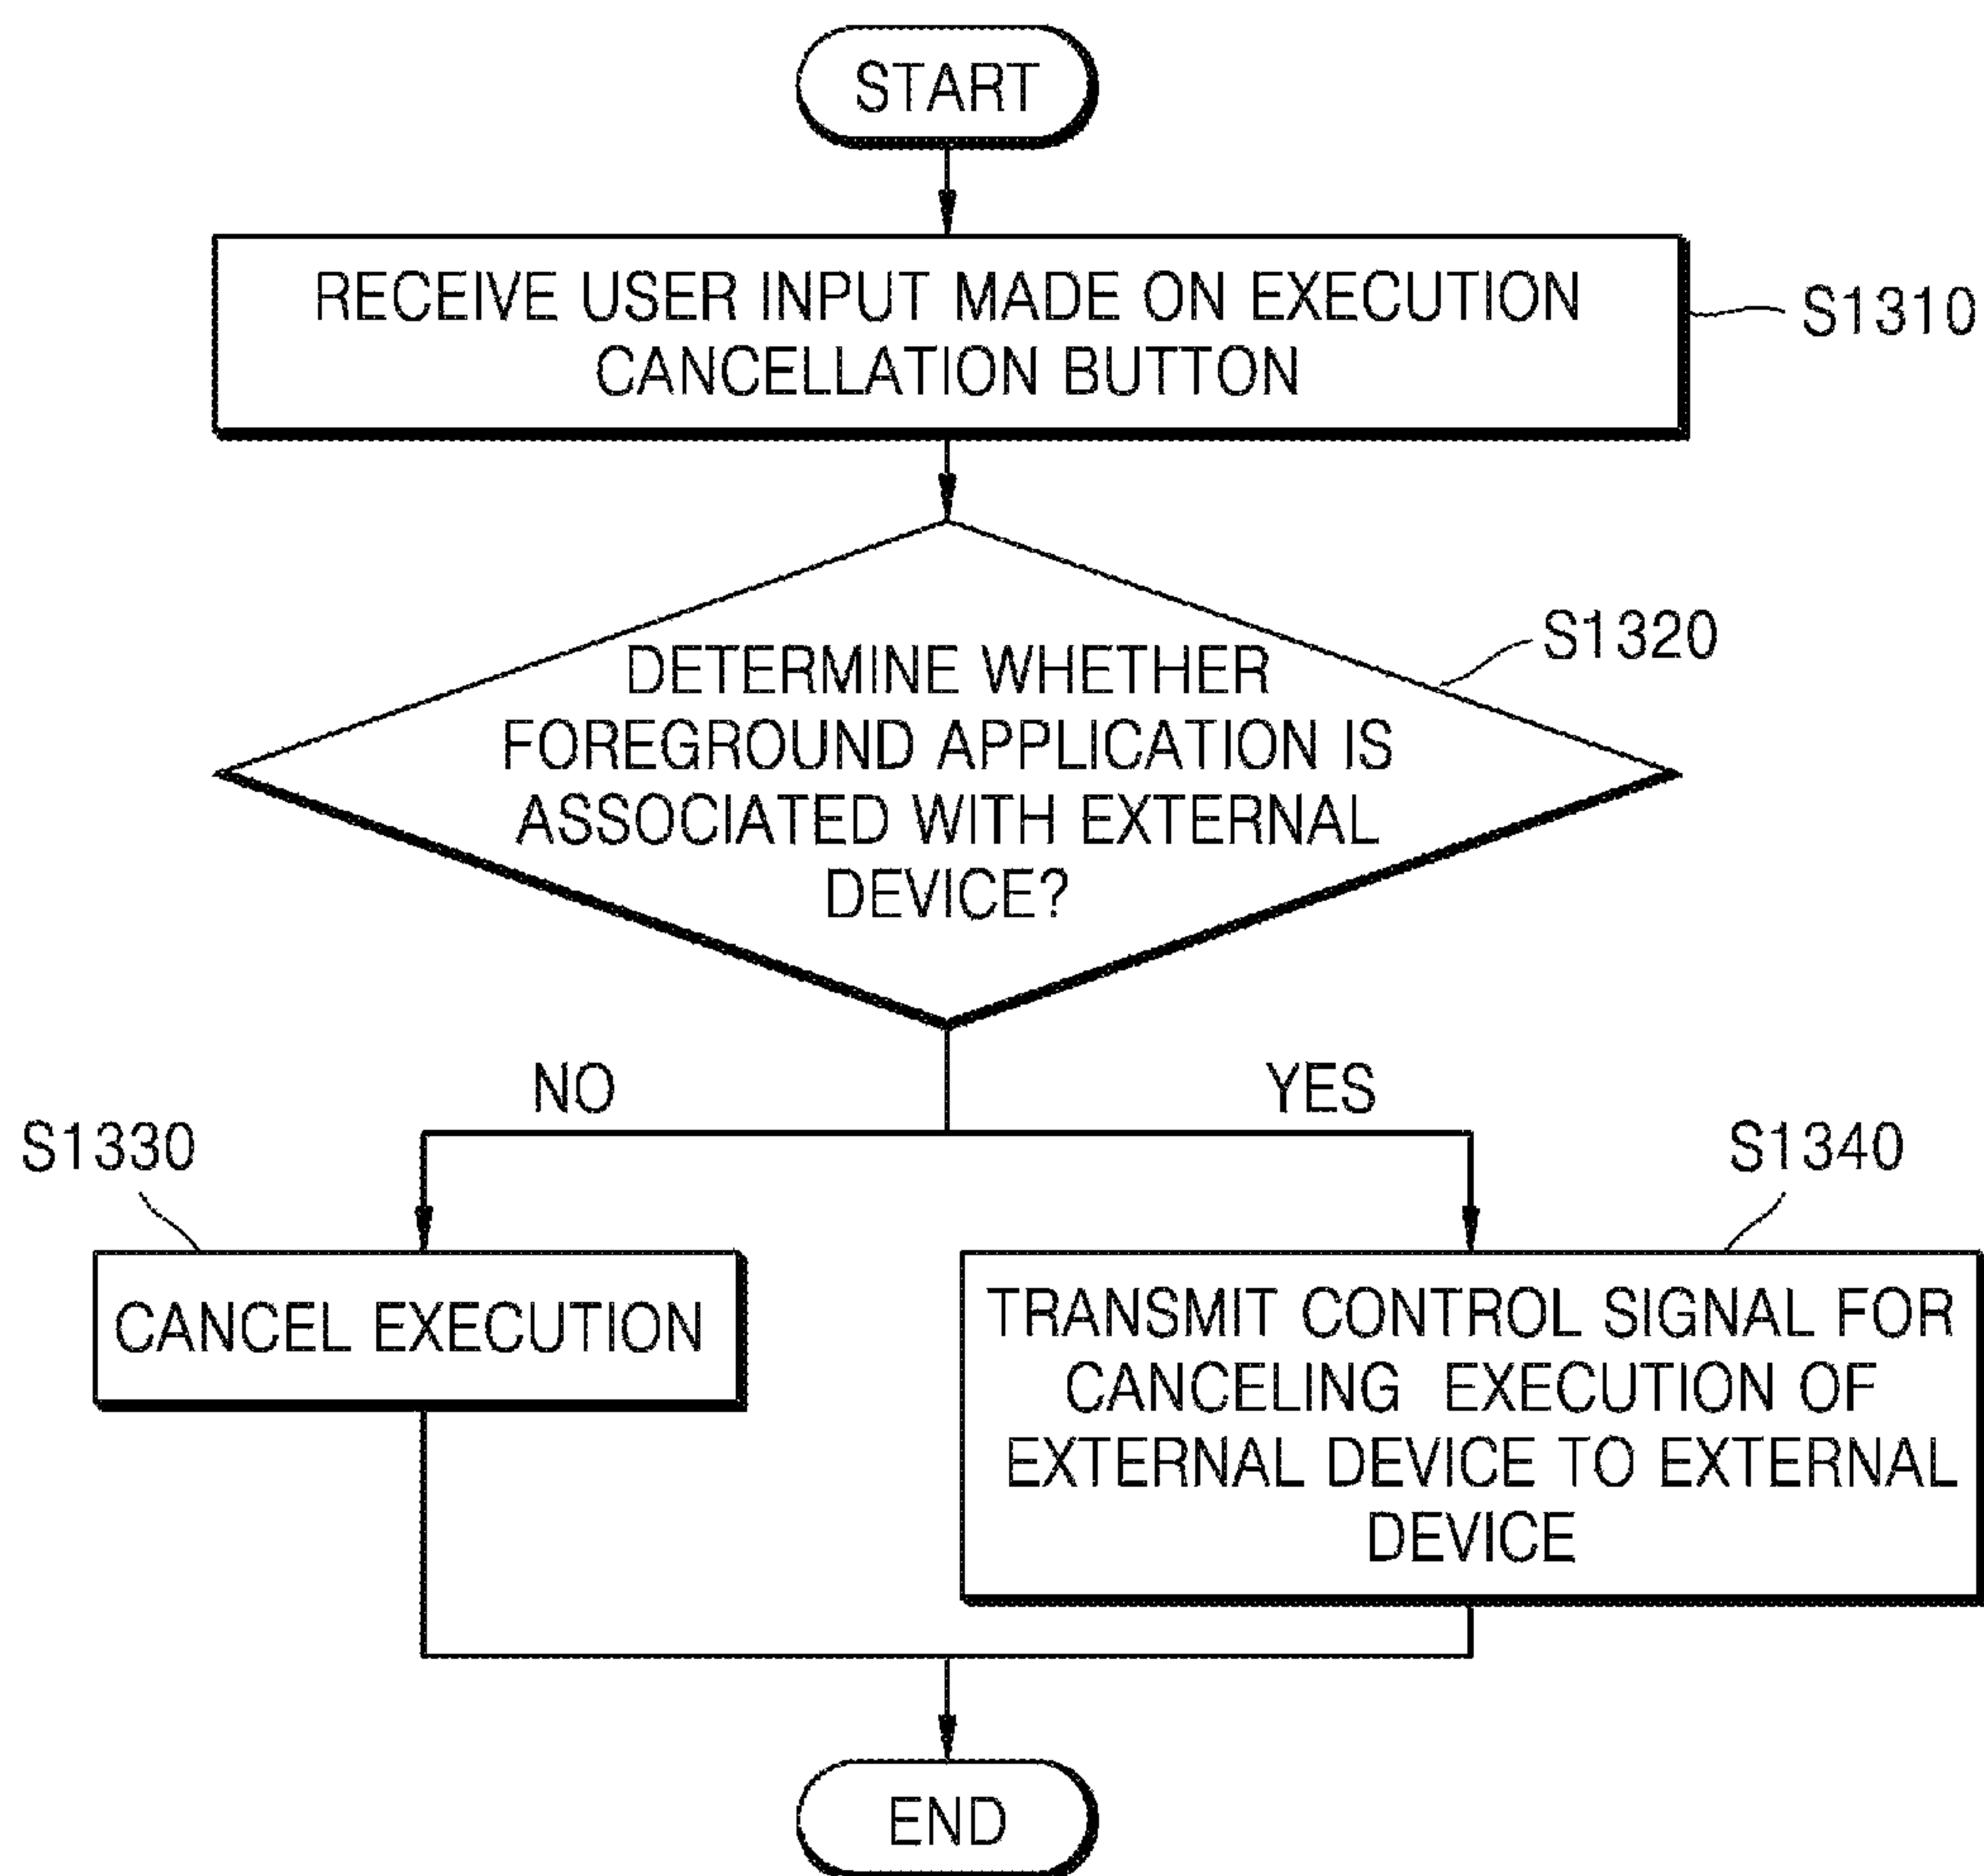 START
RECEIVE USER INPUT MADE ON EXECUTION
CANCELLATION BUTTON
S1310
DETERMINE WHETHER
FOREGROUND APPLICATION IS
ASSOCIATED WITH EXTERNAL
DEVICE?
S1320
NO
YES
S1330
S1340
CANCEL EXECUTION
TRANSMIT CONTROL SIGNAL FOR
CANCELING EXECUTION OF
EXTERNAL DEVICE TO EXTERNAL
DEVICE
END